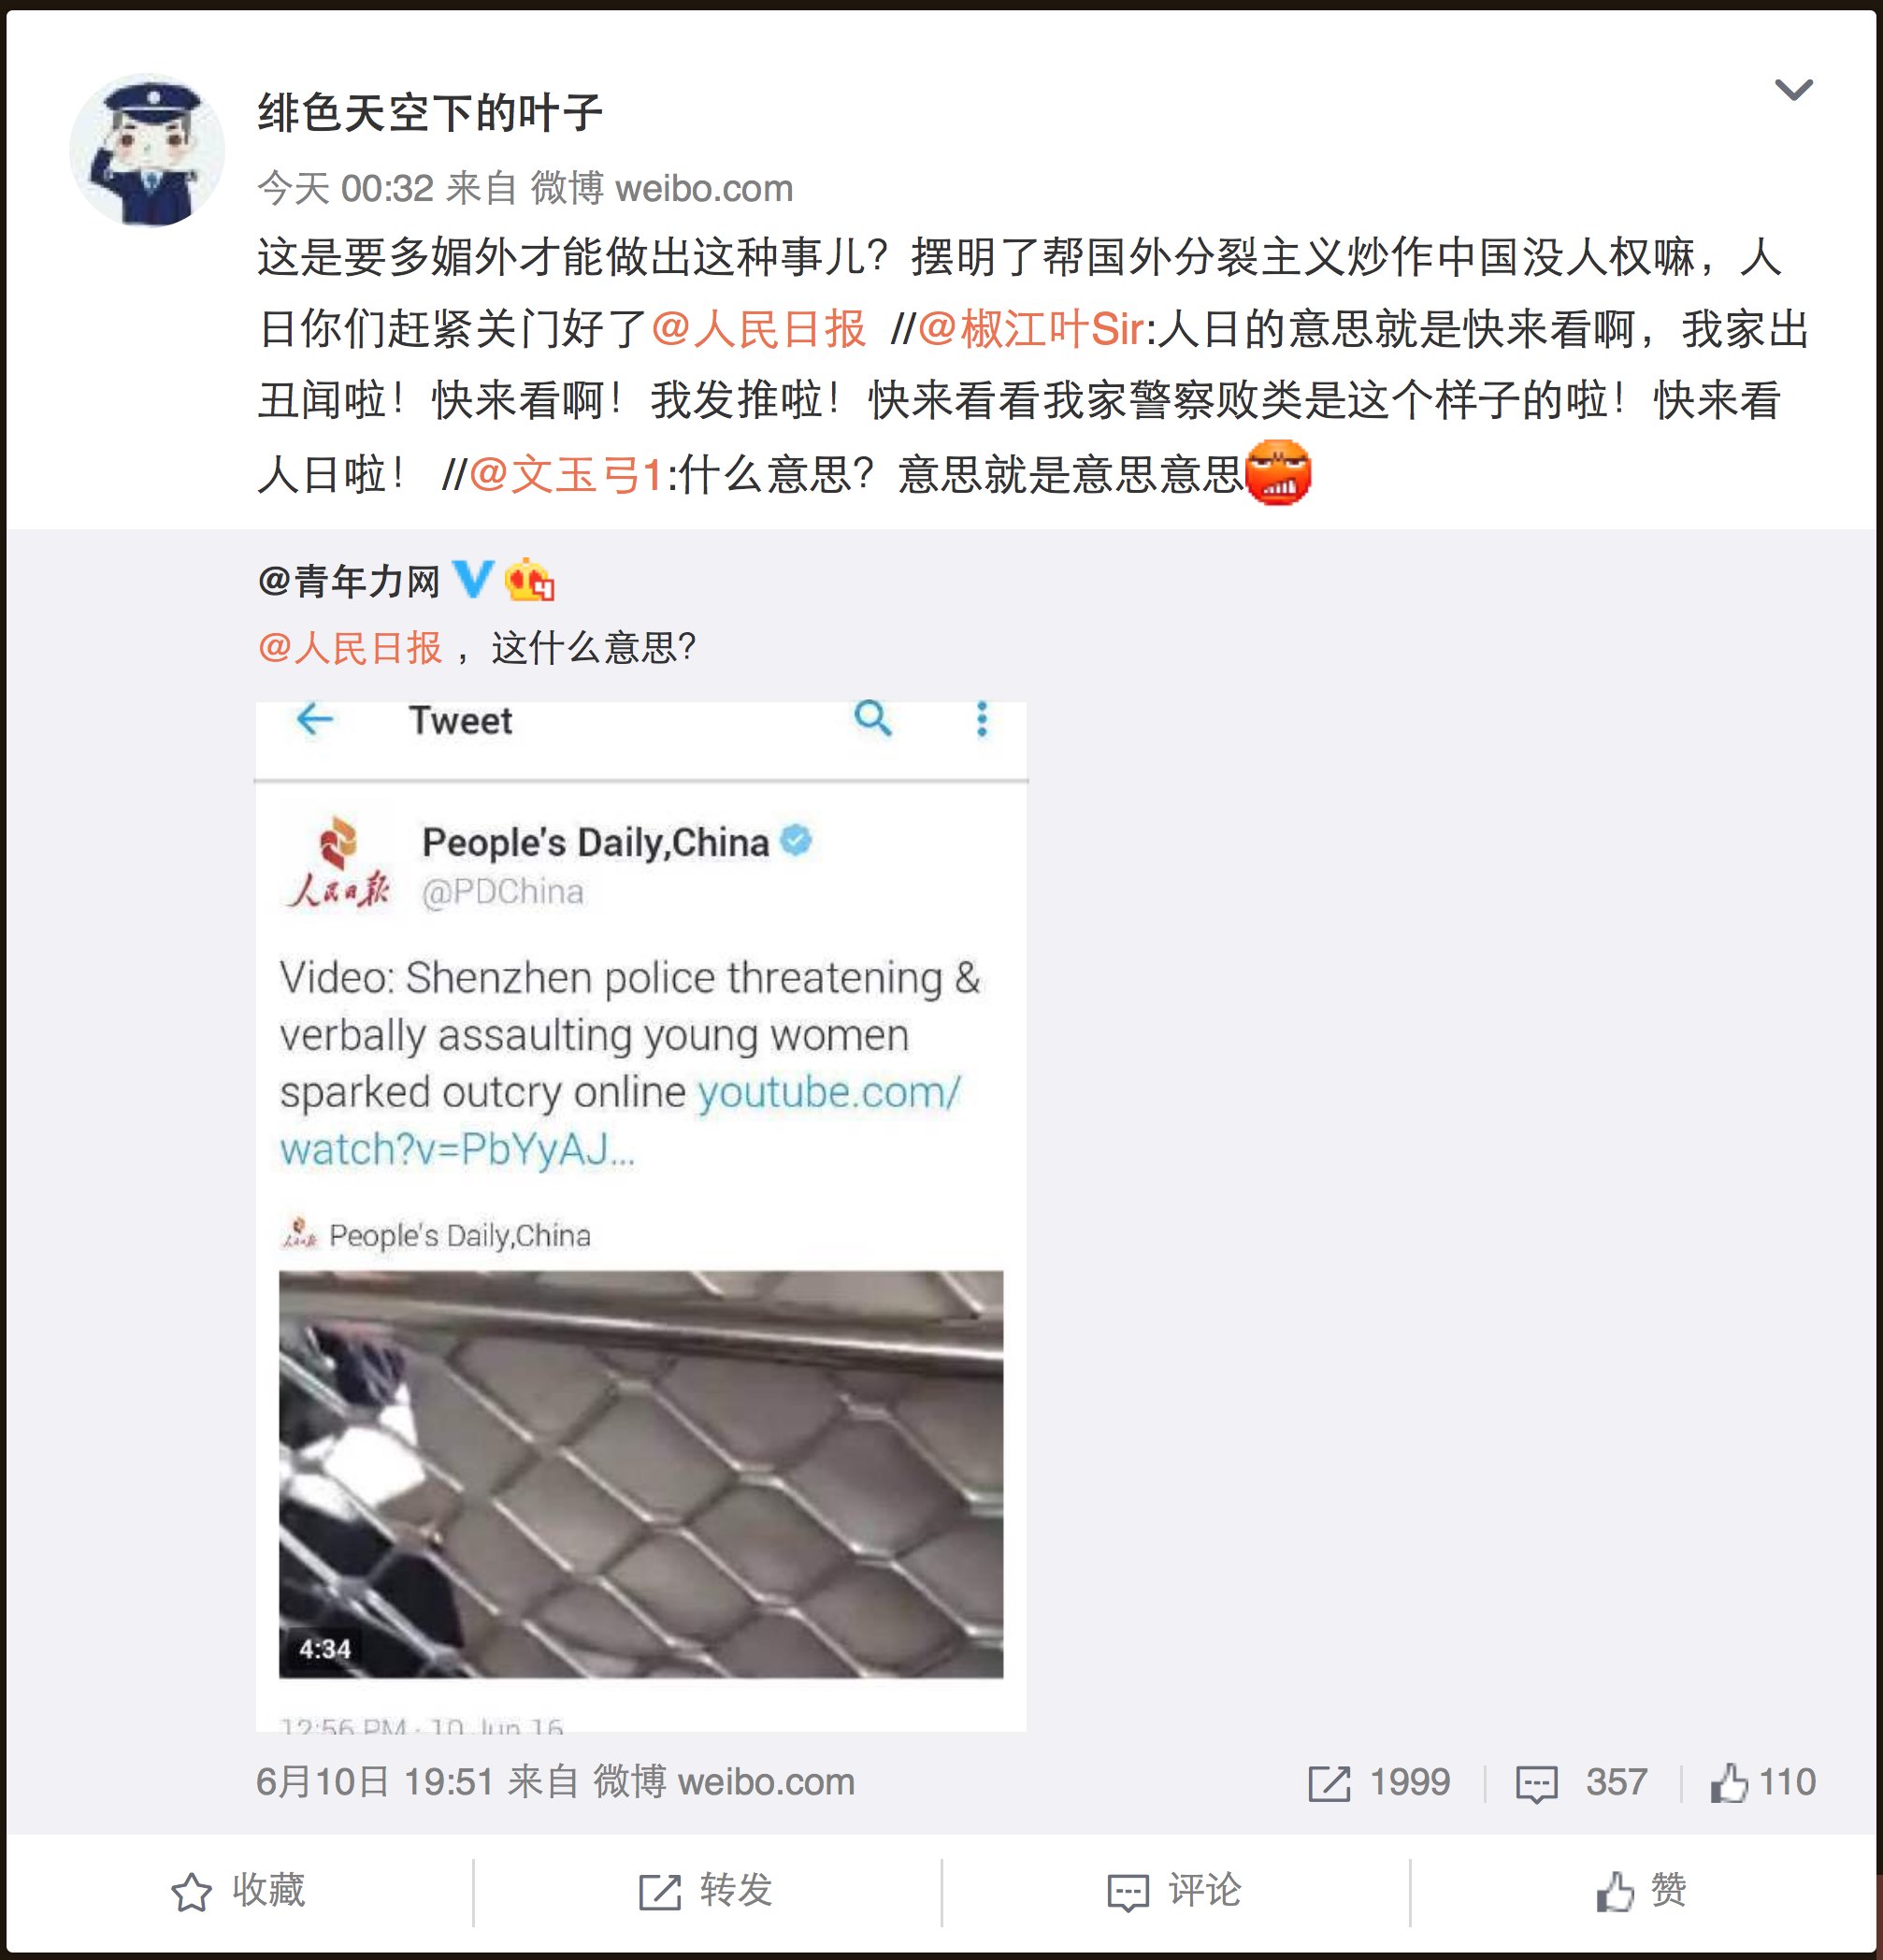 绯色天空下的叶子
今天 00:32 来自 微博 weibo.com
这是要多媚外才能做出这种事儿？摆明了帮国外分裂主义炒作中国没人权嘛，人
日你们赶紧关门好了@人民日报 //@椒江叶Sir:人日的意思就是快来看啊，我家出
丑闻啦！快来看啊！我发推啦！快来看看我家警察败类是这个样子的啦！快来看
人日啦！ //@文玉弓1:什么意思？意思就是意思意思
@青年力网
@人民日报 ，这什么意思？
Tweet
人民日报
People's Daily,China
@PDChina
Video: Shenzhen police threatening &
verbally assaulting young women
sparked outcry online youtube.com/
watch?v=PbYyAJ...
People's Daily,China
4:34
12:56 PM · 10 Jun 16
6月10日 19:51 来自 微博 weibo.com 1999 357 110
收藏 转发 评论 赞